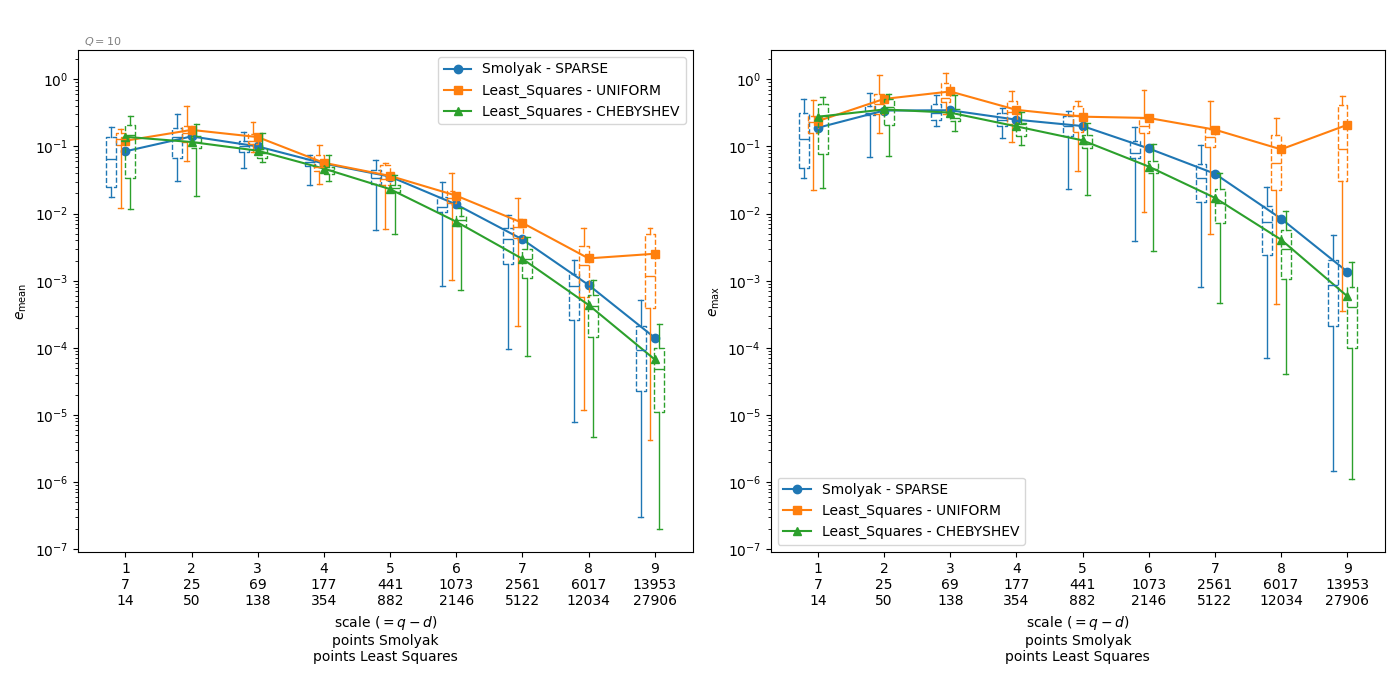 Q = 10
Smolyak - SPARSE
Least_Squares - UNIFORM
Least_Squares - CHEBYSHEV
10^0
10^-1
10^-2
10^-3
10^-4
10^-5
10^-6
10^-7
e_mean
1 2 3 4 5 6 7 8 9
7 25 69 177 441 1073 2561 6017 13953
14 50 138 354 882 2146 5122 12034 27906
scale (= q − d)
points Smolyak
points Least Squares
10^0
10^-1
10^-2
10^-3
10^-4
10^-5
10^-6
10^-7
e_max
Smolyak - SPARSE
Least_Squares - UNIFORM
Least_Squares - CHEBYSHEV
1 2 3 4 5 6 7 8 9
7 25 69 177 441 1073 2561 6017 13953
14 50 138 354 882 2146 5122 12034 27906
scale (= q − d)
points Smolyak
points Least Squares